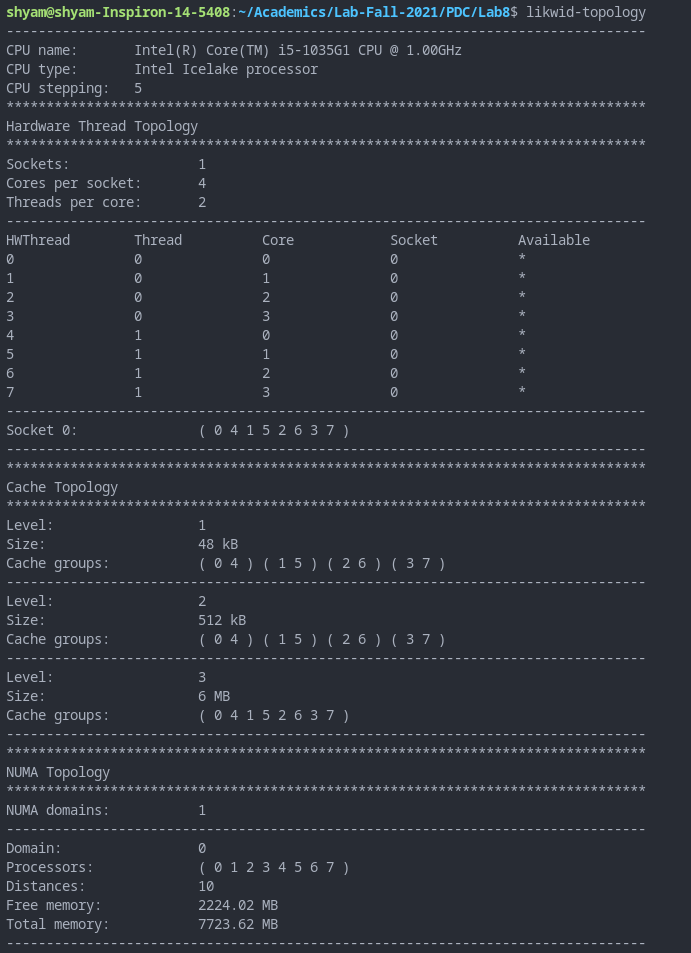 shyam@shyam-Inspiron-14-5408:~/Academics/Lab-Fall-2021/PDC/Lab8$ likwid-topology
--------------------------------------------------------------------------------
CPU name:       Intel(R) Core(TM) i5-1035G1 CPU @ 1.00GHz
CPU type:       Intel Icelake processor
CPU stepping:   5
********************************************************************************
Hardware Thread Topology
********************************************************************************
Sockets:                1
Cores per socket:       4
Threads per core:       2
--------------------------------------------------------------------------------
HWThread        Thread          Core            Socket          Available
0               0               0               0               *
1               0               1               0               *
2               0               2               0               *
3               0               3               0               *
4               1               0               0               *
5               1               1               0               *
6               1               2               0               *
7               1               3               0               *
--------------------------------------------------------------------------------
Socket 0:               ( 0 4 1 5 2 6 3 7 )
--------------------------------------------------------------------------------
********************************************************************************
Cache Topology
********************************************************************************
Level:                  1
Size:                   48 kB
Cache groups:           ( 0 4 ) ( 1 5 ) ( 2 6 ) ( 3 7 )
--------------------------------------------------------------------------------
Level:                  2
Size:                   512 kB
Cache groups:           ( 0 4 ) ( 1 5 ) ( 2 6 ) ( 3 7 )
--------------------------------------------------------------------------------
Level:                  3
Size:                   6 MB
Cache groups:           ( 0 4 1 5 2 6 3 7 )
--------------------------------------------------------------------------------
********************************************************************************
NUMA Topology
********************************************************************************
NUMA domains:           1
--------------------------------------------------------------------------------
Domain:                 0
Processors:             ( 0 1 2 3 4 5 6 7 )
Distances:              10
Free memory:            2224.02 MB
Total memory:           7723.62 MB
--------------------------------------------------------------------------------